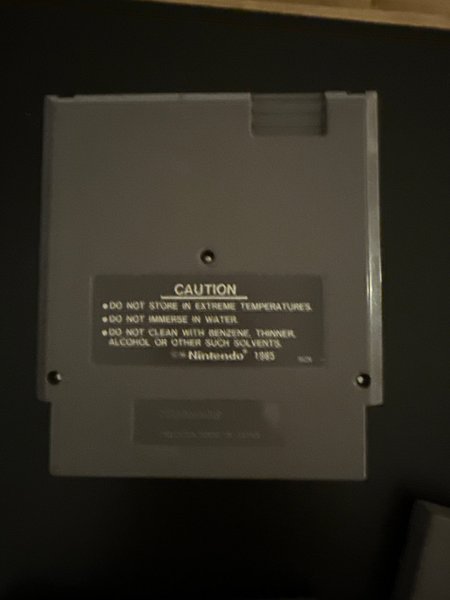 CAUTION
●DO NOT STORE IN EXTREME TEMPERATURES.
●DO NOT IMMERSE IN WATER.
●DO NOT CLEAN WITH BENZENE, THINNER,
ALCOHOL OR OTHER SUCH SOLVENTS.
Nintendo® 1985